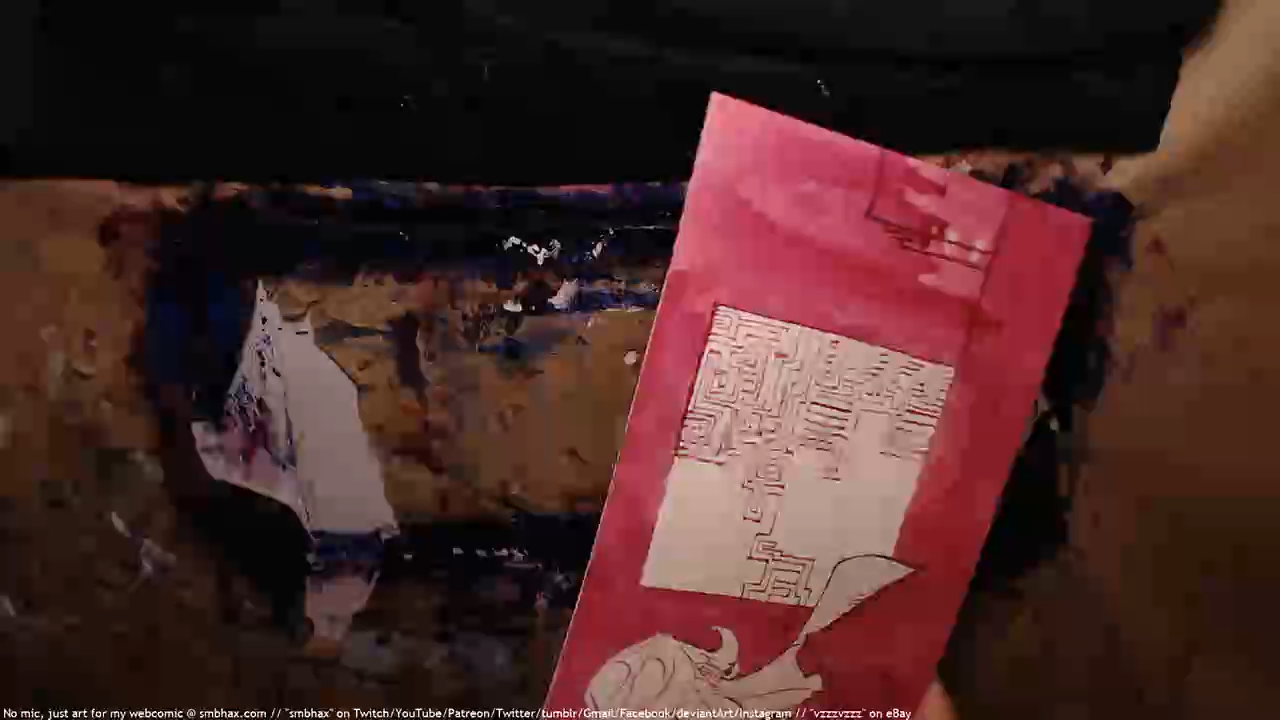 No mic, just art for my webcomic @ smbhax.com // "smbhax" on Twitch/YouTube/Patreon/Twitter/tumblr/Gmail/Facebook/deviantArt/Instagram // "vzzzvzzz" on eBay